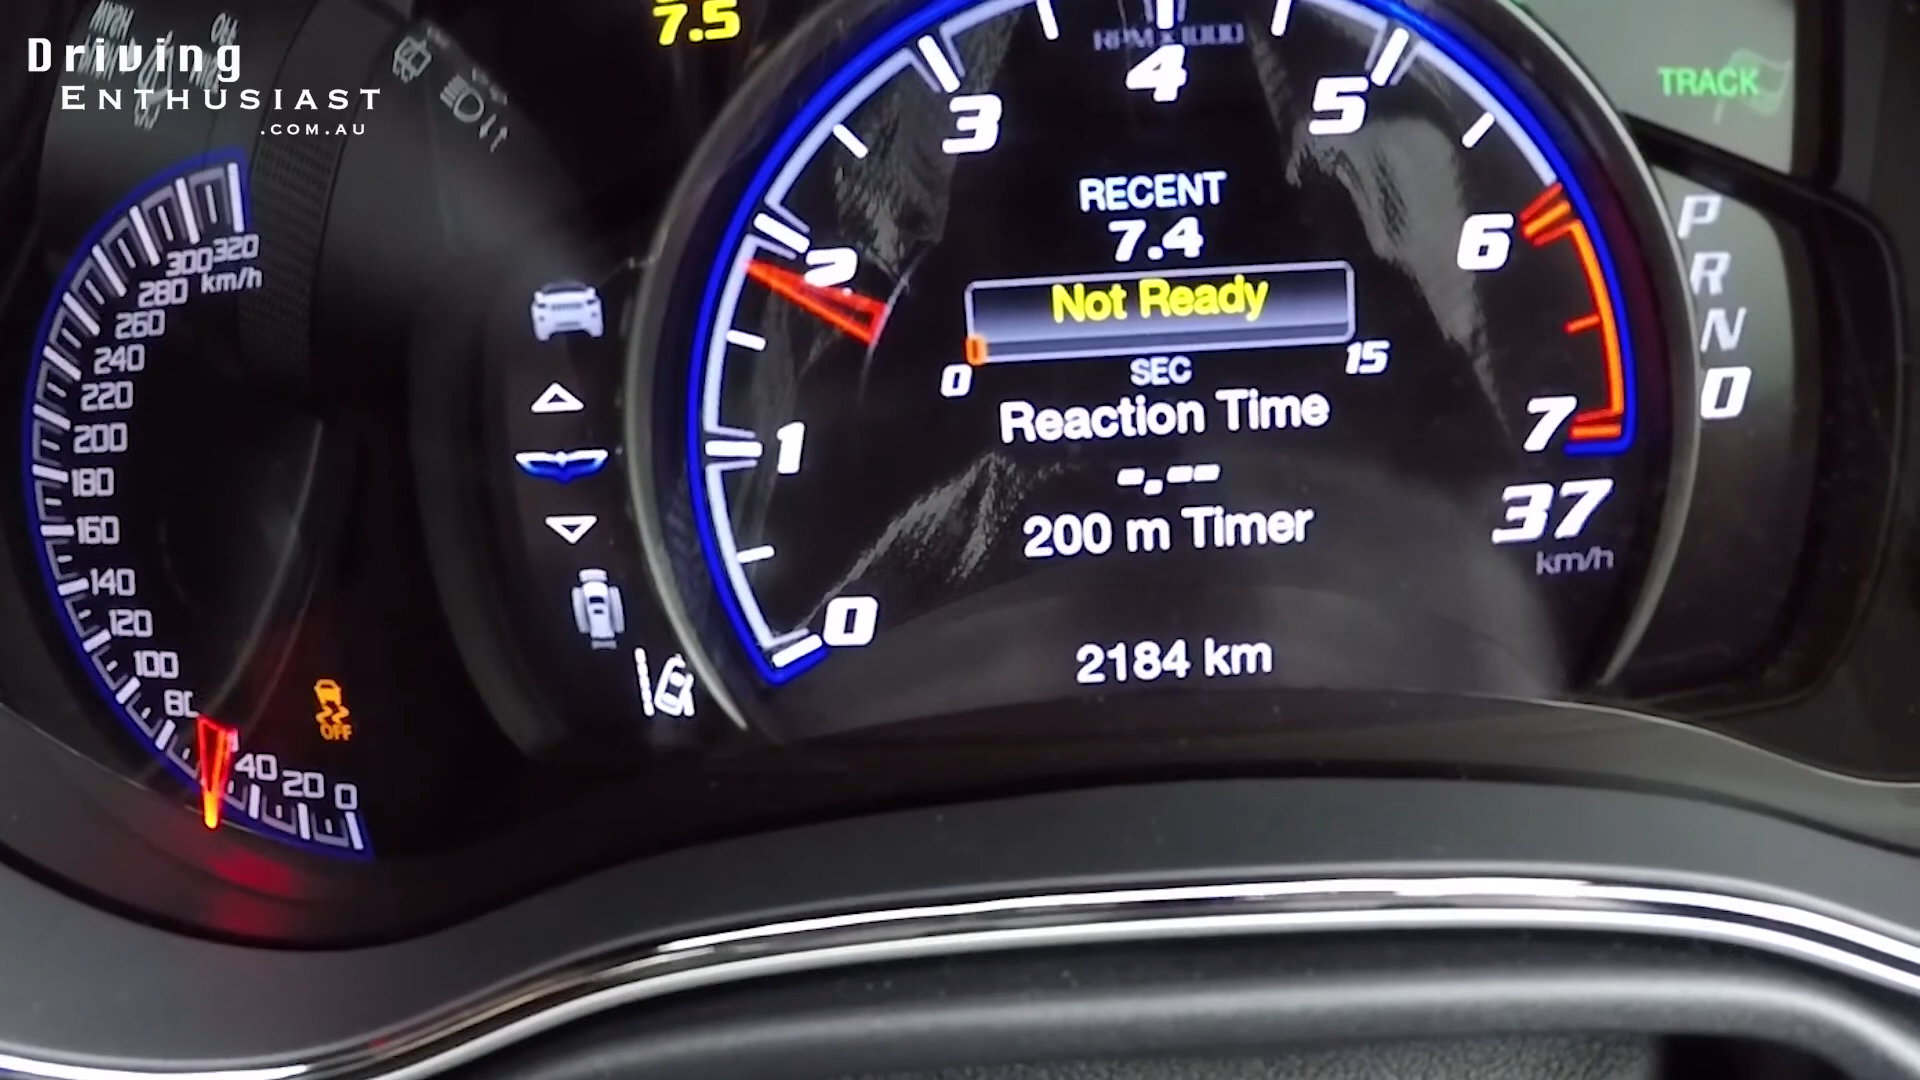 Driving
ENTHUSIAST
.COM.AU
7.5
RPM x 1000
TRACK
0
1
2
3
4
5
6
7
RECENT
7.4
Not Ready
0
SEC
15
Reaction Time
-.--
200 m Timer
37
km/h
2184 km
P
R
N
D
320
300
km/h
280
260
240
220
200
180
160
140
120
100
80
40
20
0
OFF